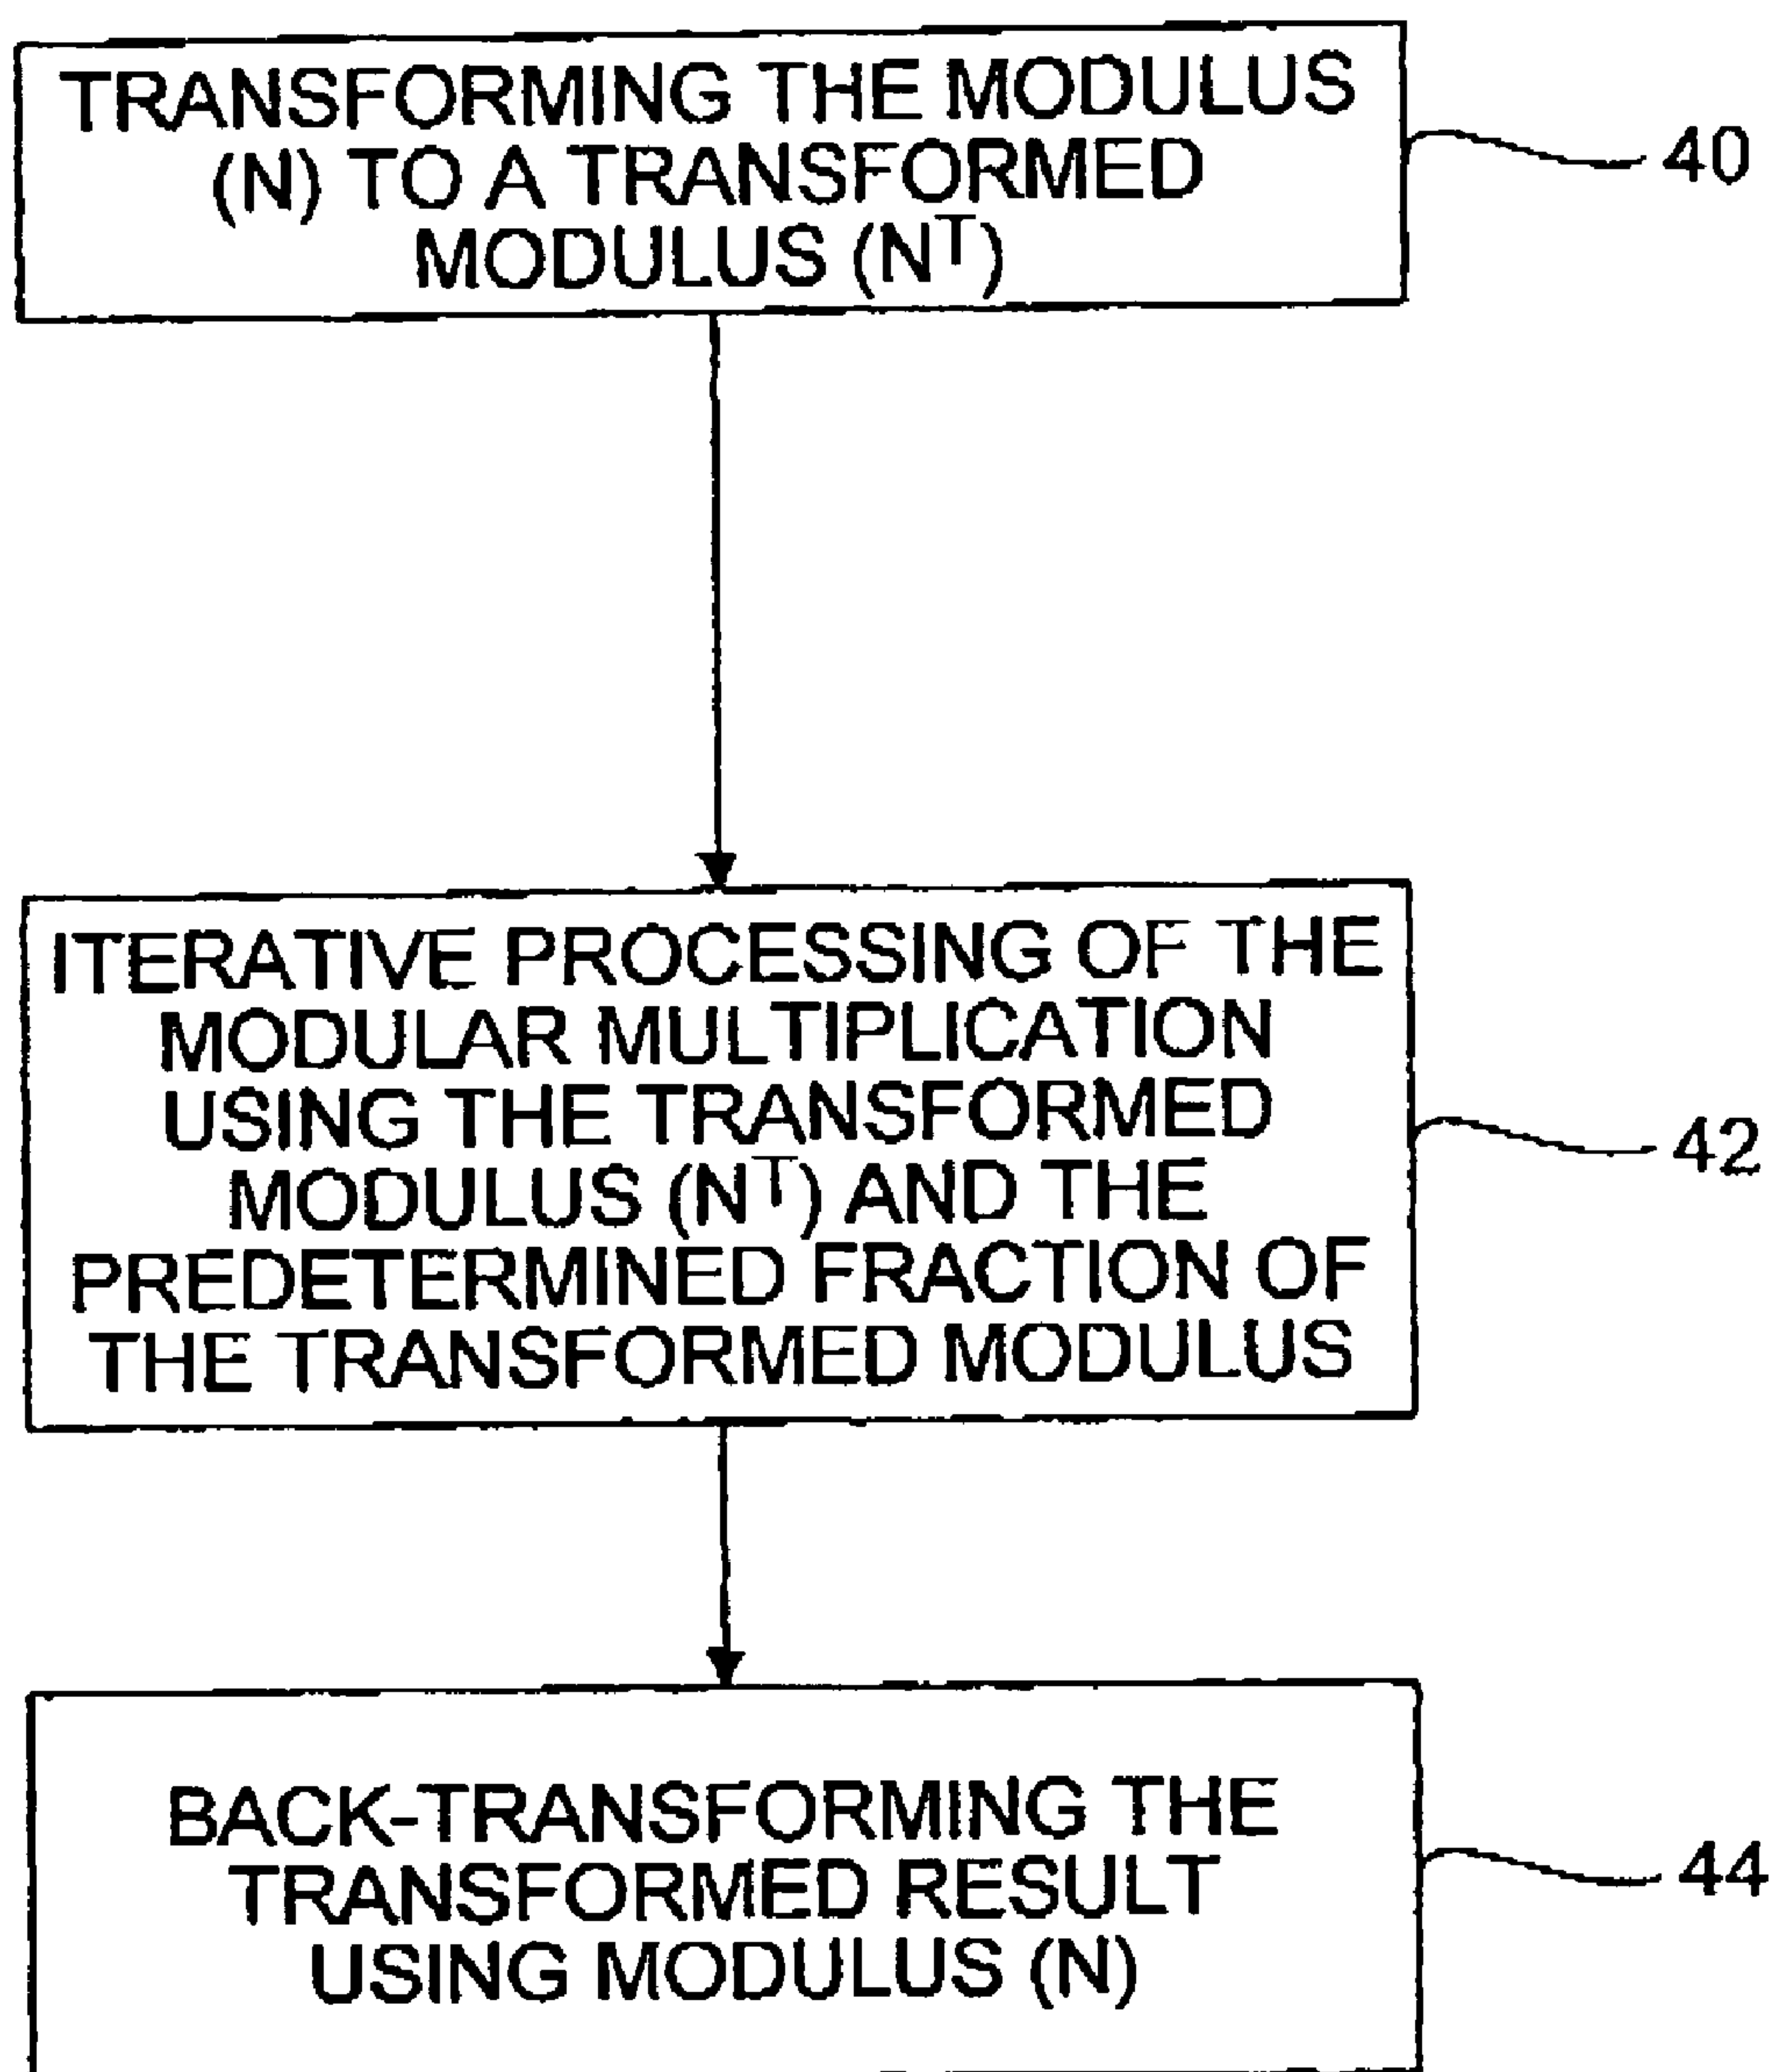 TRANSFORMING THE MODULUS
(N) TO A TRANSFORMED
MODULUS (Nᵀ)
40
ITERATIVE PROCESSING OF THE
MODULAR MULTIPLICATION
USING THE TRANSFORMED
MODULUS (Nᵀ) AND THE
PREDETERMINED FRACTION OF
THE TRANSFORMED MODULUS
42
BACK-TRANSFORMING THE
TRANSFORMED RESULT
USING MODULUS (N)
44